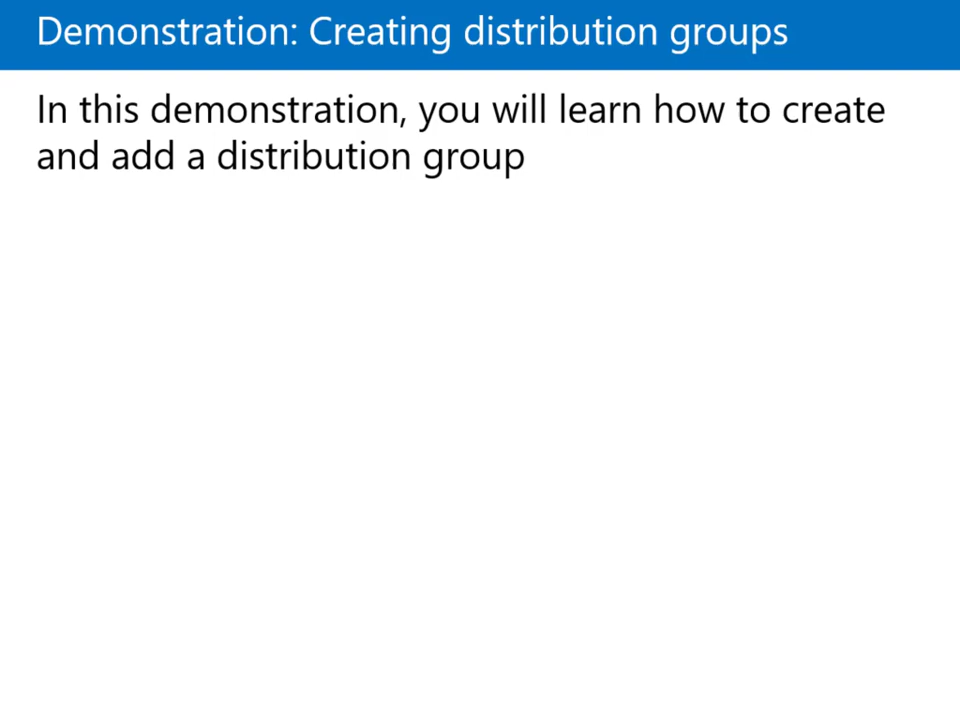 Demonstration: Creating distribution groups
In this demonstration, you will learn how to create
and add a distribution group